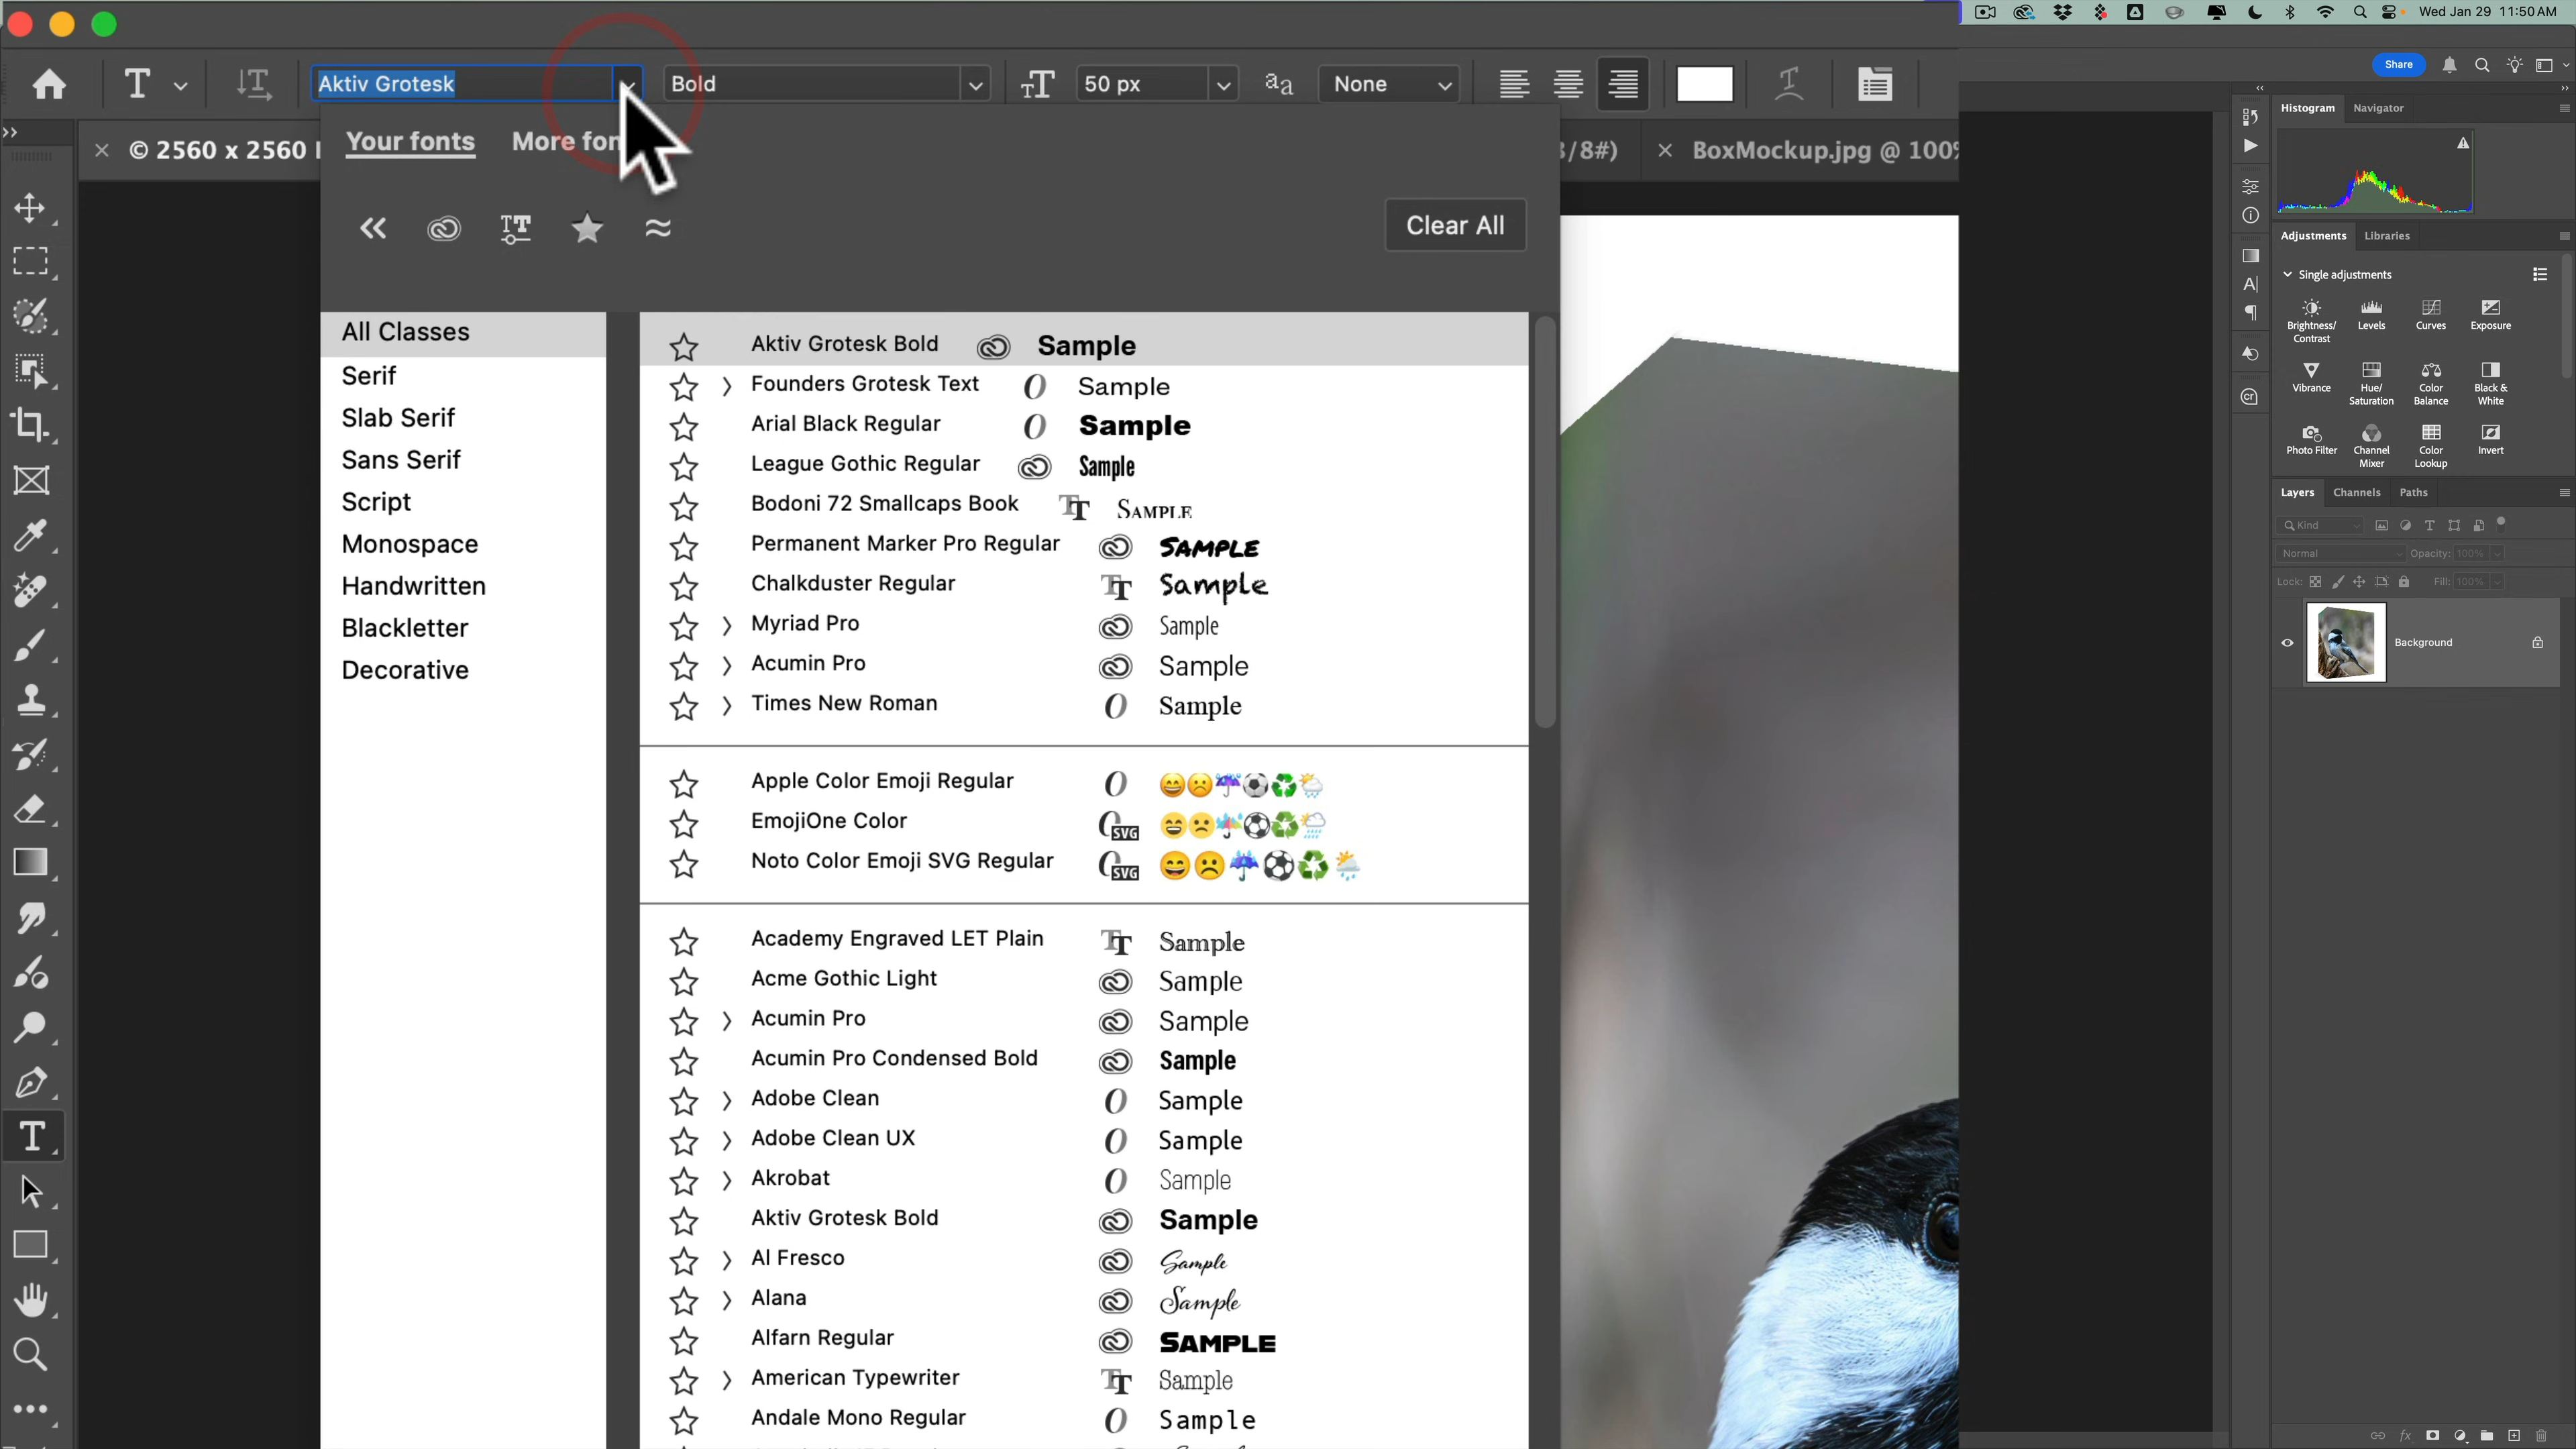 Wed Jan 29 11:50 AM
Share
Aktiv Grotesk
Bold
50 px
None
© 2560 x 2560
/8#)
BoxMockup.jpg @ 100%
Your fonts
More fon
Clear All
All Classes
Serif
Slab Serif
Sans Serif
Script
Monospace
Handwritten
Blackletter
Decorative
Aktiv Grotesk Bold Sample
Founders Grotesk Text Sample
Arial Black Regular Sample
League Gothic Regular Sample
Bodoni 72 Smallcaps Book Sample
Permanent Marker Pro Regular Sample
Chalkduster Regular Sample
Myriad Pro Sample
Acumin Pro Sample
Times New Roman Sample
Apple Color Emoji Regular
EmojiOne Color SVG
Noto Color Emoji SVG Regular SVG
Academy Engraved LET Plain Sample
Acme Gothic Light Sample
Acumin Pro Sample
Acumin Pro Condensed Bold Sample
Adobe Clean Sample
Adobe Clean UX Sample
Akrobat Sample
Aktiv Grotesk Bold Sample
Al Fresco Sample
Alana Sample
Alfarn Regular SAMPLE
American Typewriter Sample
Andale Mono Regular Sample
Histogram
Navigator
Adjustments
Libraries
Single adjustments
Brightness/
Contrast
Levels
Curves
Exposure
Vibrance
Hue/
Saturation
Color
Balance
Black &
White
Photo Filter
Channel
Mixer
Color
Lookup
Invert
Layers
Channels
Paths
Kind
Normal
Opacity: 100%
Lock:
Fill: 100%
Background